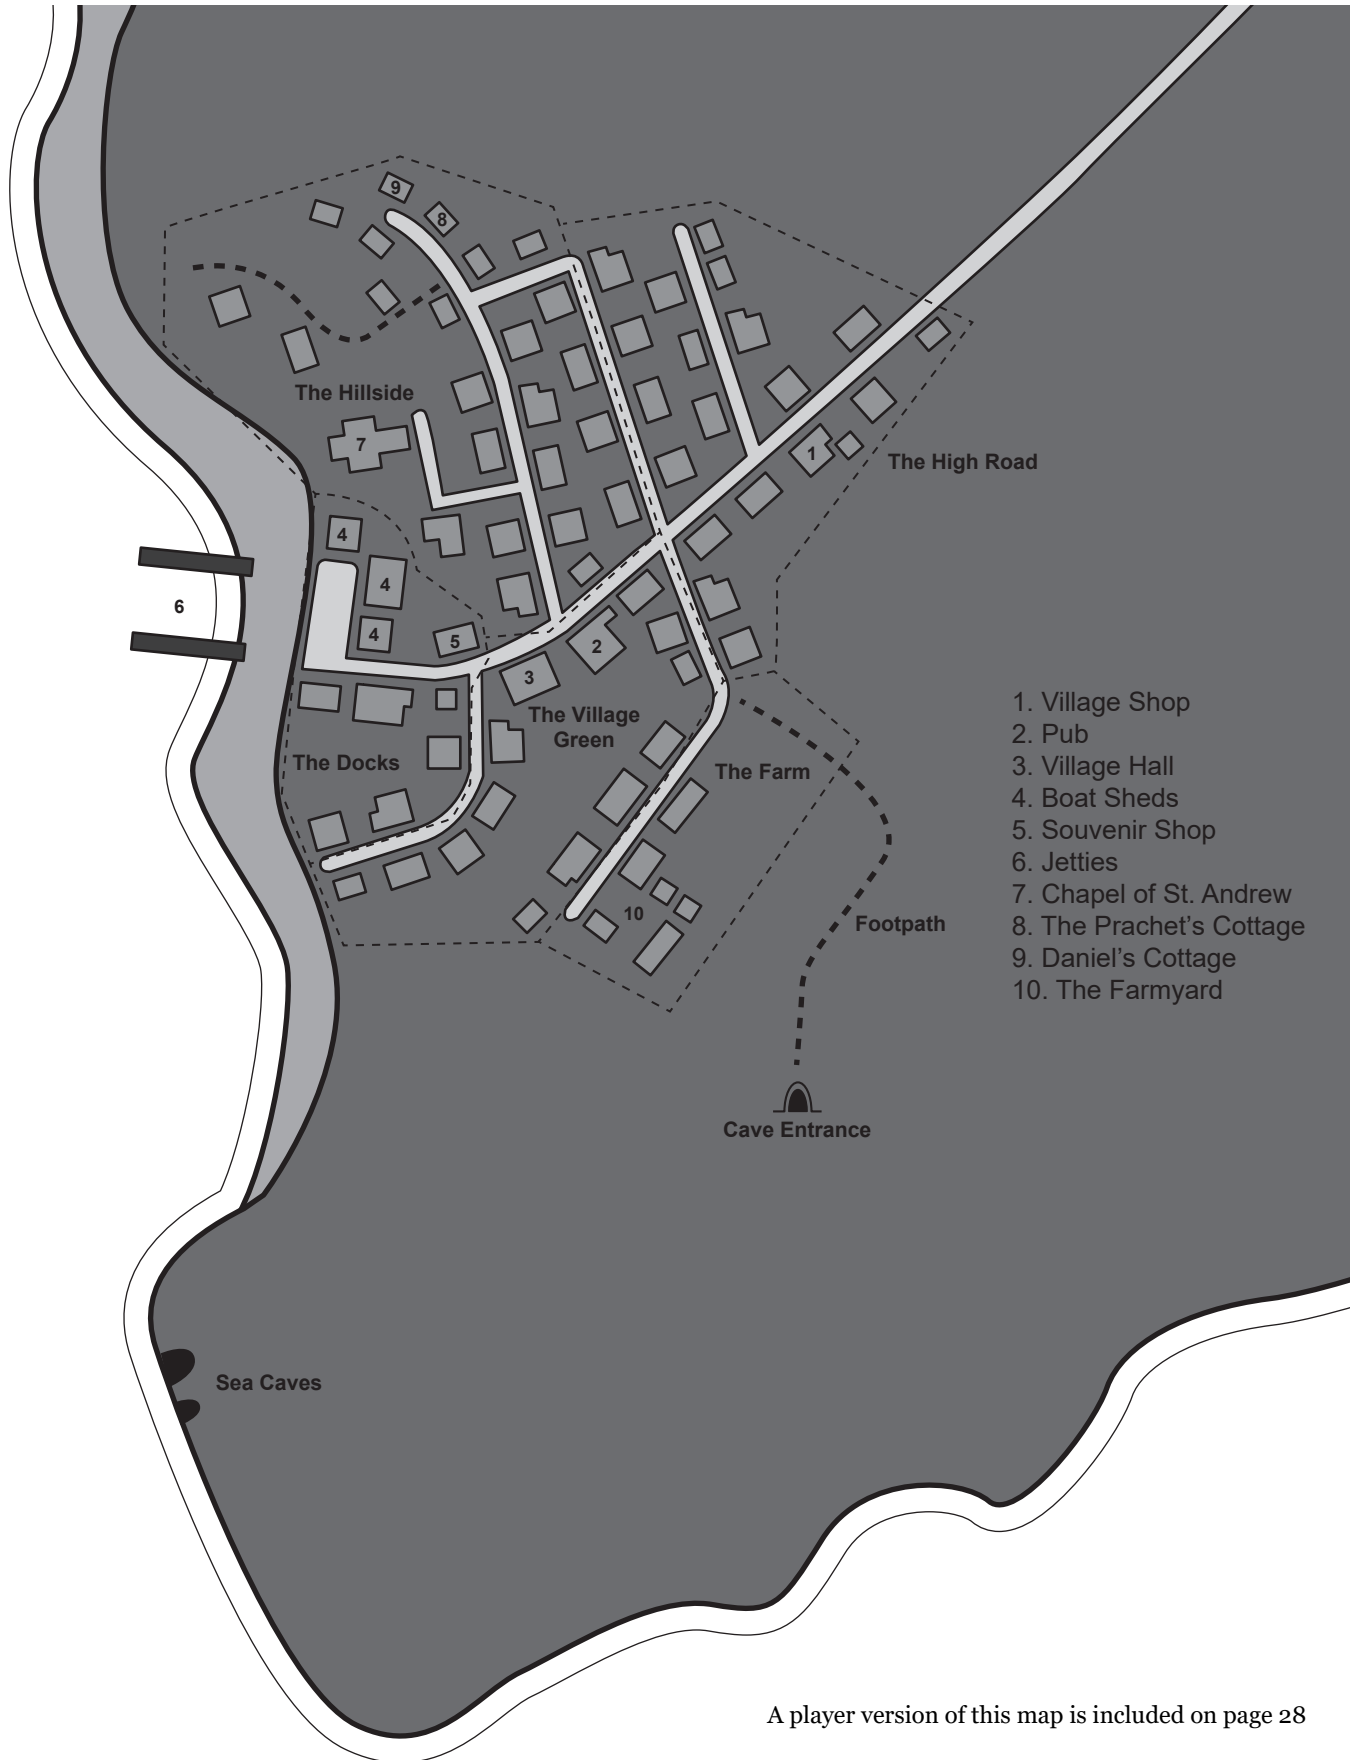 9
8
The Hillside
7
1
The High Road
4
4
6
4
5
2
3
The Village
Green
The Docks
The Farm
10
Footpath
1. Village Shop
2. Pub
3. Village Hall
4. Boat Sheds
5. Souvenir Shop
6. Jetties
7. Chapel of St. Andrew
8. The Prachet's Cottage
9. Daniel's Cottage
10. The Farmyard
Cave Entrance
Sea Caves
A player version of this map is included on page 28